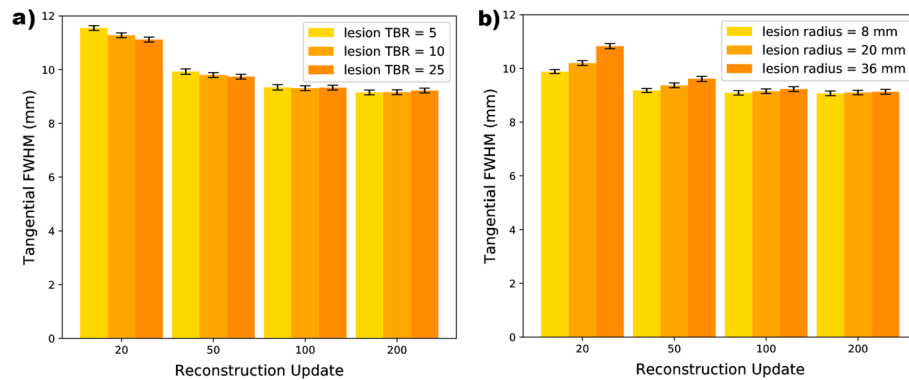 a)
12
10
8
6
4
2
0
Tangential FWHM (mm)
lesion TBR = 5
lesion TBR = 10
lesion TBR = 25
20 50 100 200
Reconstruction Update
b)
12
10
8
6
4
2
0
Tangential FWHM (mm)
lesion radius = 8 mm
lesion radius = 20 mm
lesion radius = 36 mm
20 50 100 200
Reconstruction Update